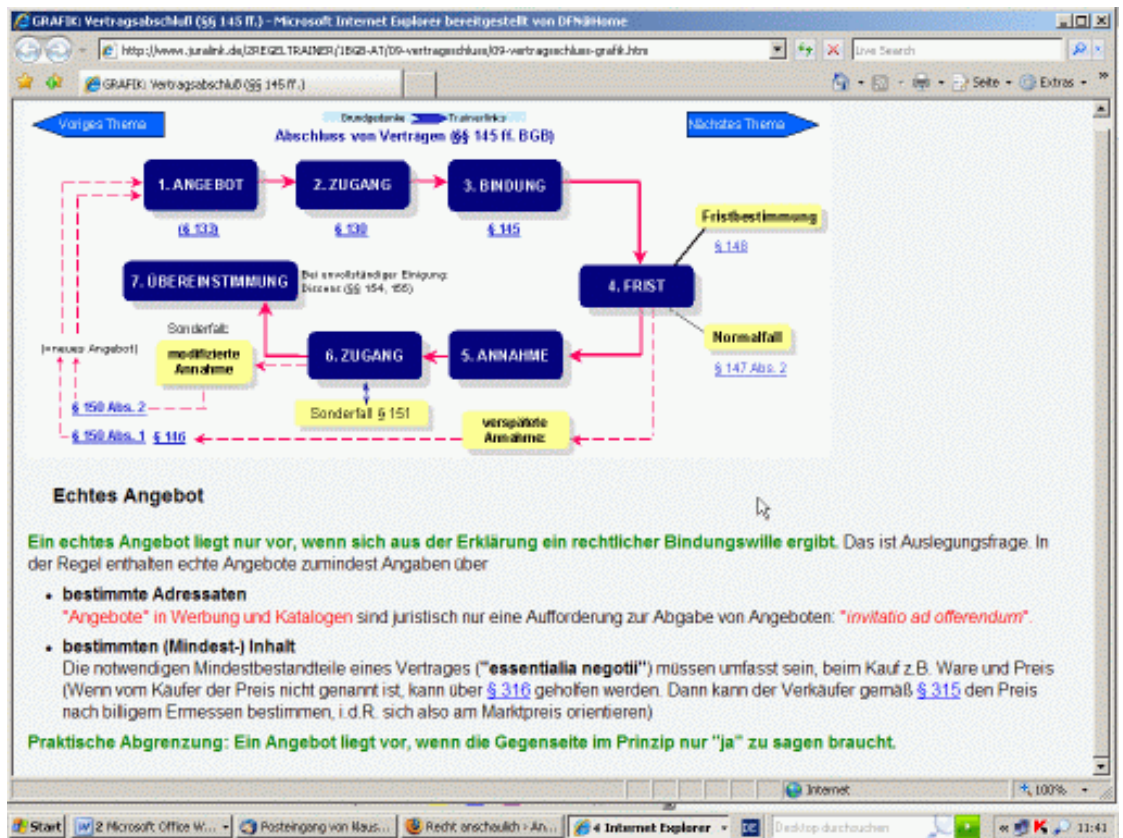 GRAFIK: Vertragsabschluß (§§ 145 ff.) - Microsoft Internet Explorer bereitgestellt von DFN@Home
http://www.juralink.de/2REGELTRAINER/1BGB-AT/09-vertragsschluss/09-vertragsschluss-grafik.htm
Live Search
GRAFIK: Vertragsabschluß (§§ 145 ff.)
Seite
Extras
Voriges Thema
Grundgedanke
Trainerlinks
Nächstes Thema
Abschluss von Verträgen (§§ 145 ff. BGB)
1. ANGEBOT
2. ZUGANG
3. BINDUNG
(§ 133)
§ 130
§ 145
Fristbestimmung
§ 148
7. ÜBEREINSTIMMUNG
Bei unvollständiger Einigung:
Dissens (§§ 154, 155)
4. FRIST
Sonderfall:
(=neues Angebot)
modifizierte
Annahme
6. ZUGANG
5. ANNAHME
Normalfall
§ 147 Abs. 2
§ 150 Abs. 2
Sonderfall § 151
verspätete
Annahme:
§ 150 Abs. 1 § 146
Echtes Angebot
Ein echtes Angebot liegt nur vor, wenn sich aus der Erklärung ein rechtlicher Bindungswille ergibt. Das ist Auslegungsfrage. In
der Regel enthalten echte Angebote zumindest Angaben über
• bestimmte Adressaten
"Angebote" in Werbung und Katalogen sind juristisch nur eine Aufforderung zur Abgabe von Angeboten: "invitatio ad offerendum".
• bestimmten (Mindest-) Inhalt
Die notwendigen Mindestbestandteile eines Vertrages ("essentialia negotii") müssen umfasst sein, beim Kauf z.B. Ware und Preis
(Wenn vom Käufer der Preis nicht genannt ist, kann über § 316 geholfen werden. Dann kann der Verkäufer gemäß § 315 den Preis
nach billigem Ermessen bestimmen, i.d.R. sich also am Marktpreis orientieren)
Praktische Abgrenzung: Ein Angebot liegt vor, wenn die Gegenseite im Prinzip nur "ja" zu sagen braucht.
Internet
100%
Start
2 Microsoft Office W...
Posteingang von Klaus...
Recht anschaulich > An...
4 Internet Explorer
DE
Desktop durchsuchen
11:41